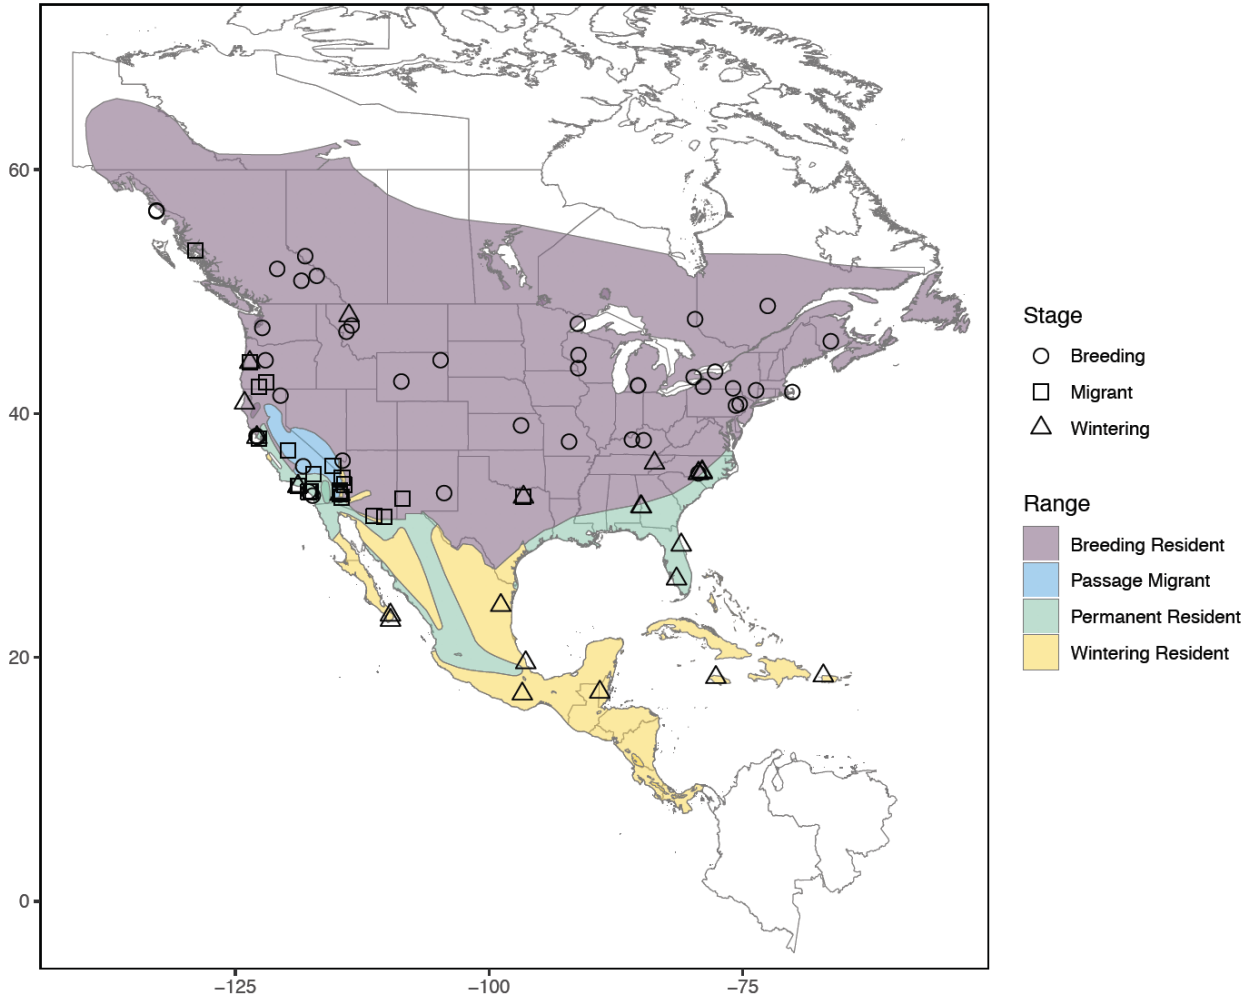 60
40
20
0
−125
−100
−75
Stage
Breeding
Migrant
Wintering
Range
Breeding Resident
Passage Migrant
Permanent Resident
Wintering Resident